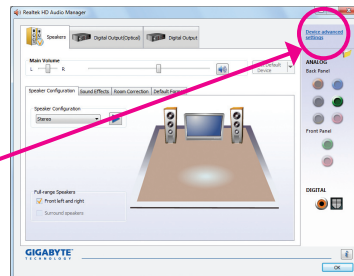 Realtek HD Audio Manager
Speakers
Digital Output(Optical)
Digital Output
Device advanced
settings
Main Volume
L
R
Default
Device
ANALOG
Back Panel
Speaker Configuration
Sound Effects
Room Correction
Default Format
Speaker Configuration
Stereo
Front Panel
Full-range Speakers
Front left and right
Surround speakers
DIGITAL
GIGABYTE
TECHNOLOGY
i
OK